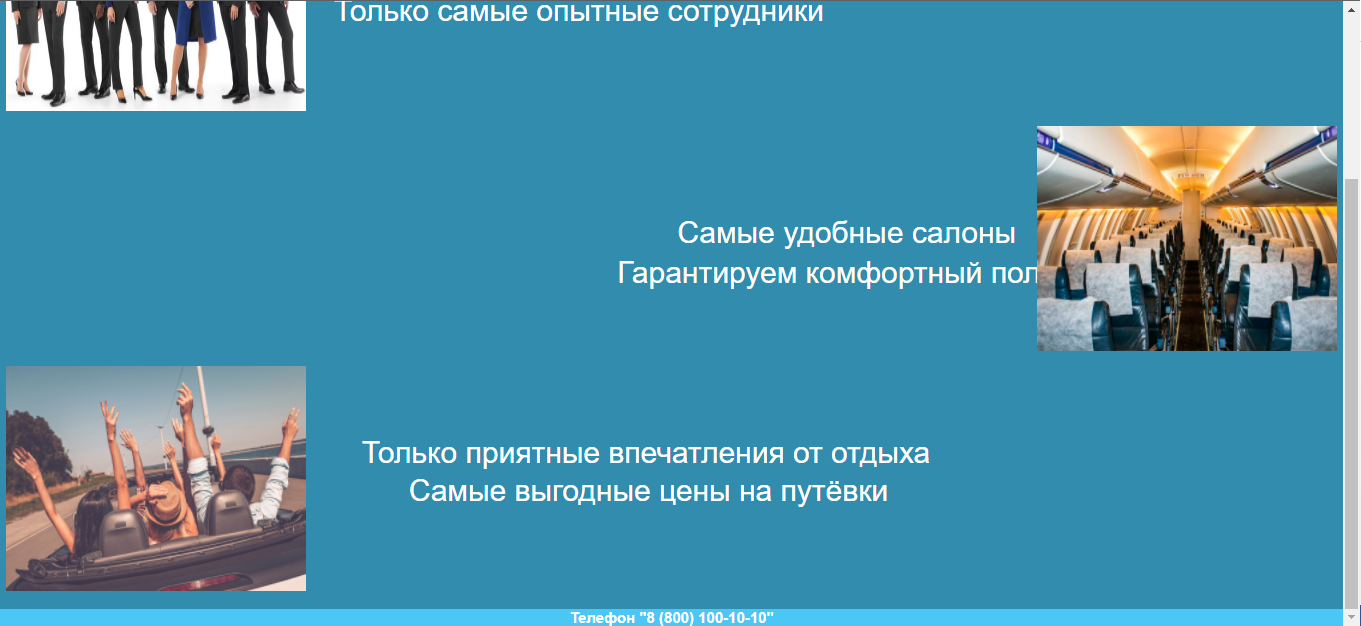 Только самые опытные сотрудники
Самые удобные салоны
Гарантируем комфортный пол
Только приятные впечатления от отдыха
Самые выгодные цены на путёвки
Телефон "8 (800) 100-10-10"